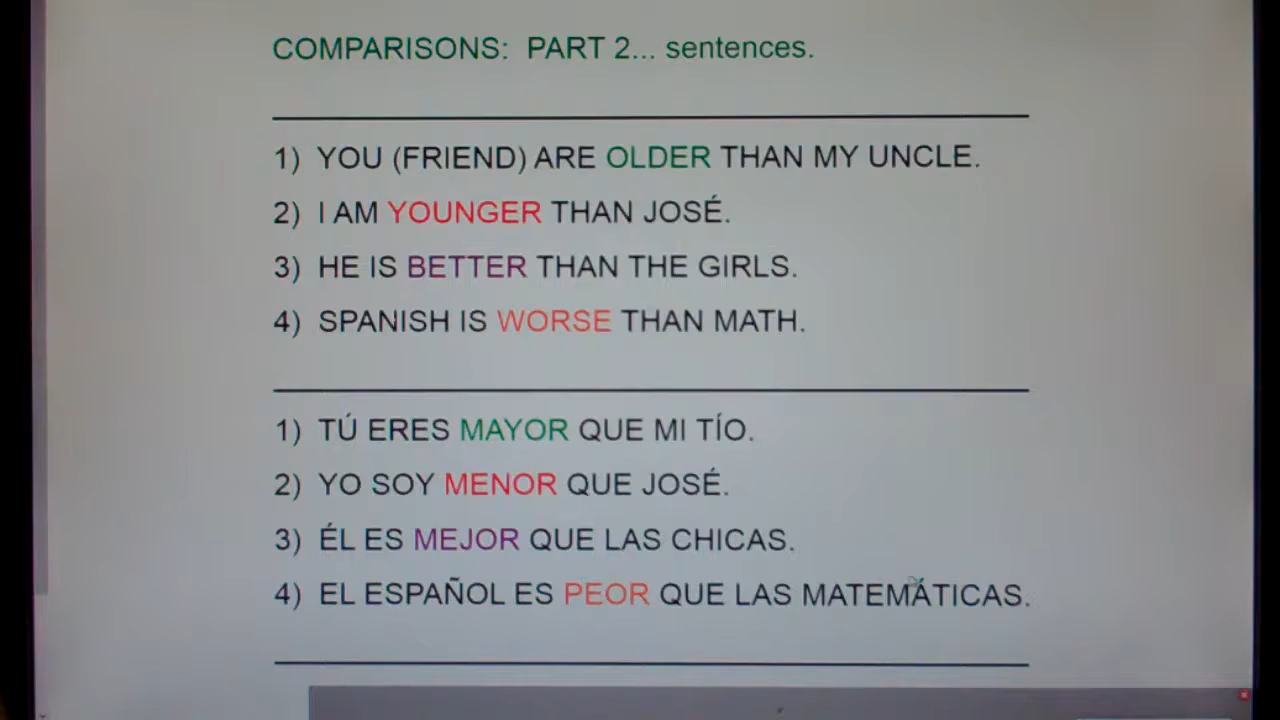 COMPARISONS: PART 2... sentences.
1) YOU (FRIEND) ARE OLDER THAN MY UNCLE.
2) I AM YOUNGER THAN JOSÉ.
3) HE IS BETTER THAN THE GIRLS.
4) SPANISH IS WORSE THAN MATH.
1) TÚ ERES MAYOR QUE MI TÍO.
2) YO SOY MENOR QUE JOSÉ.
3) ÉL ES MEJOR QUE LAS CHICAS.
4) EL ESPAÑOL ES PEOR QUE LAS MATEMÁTICAS.